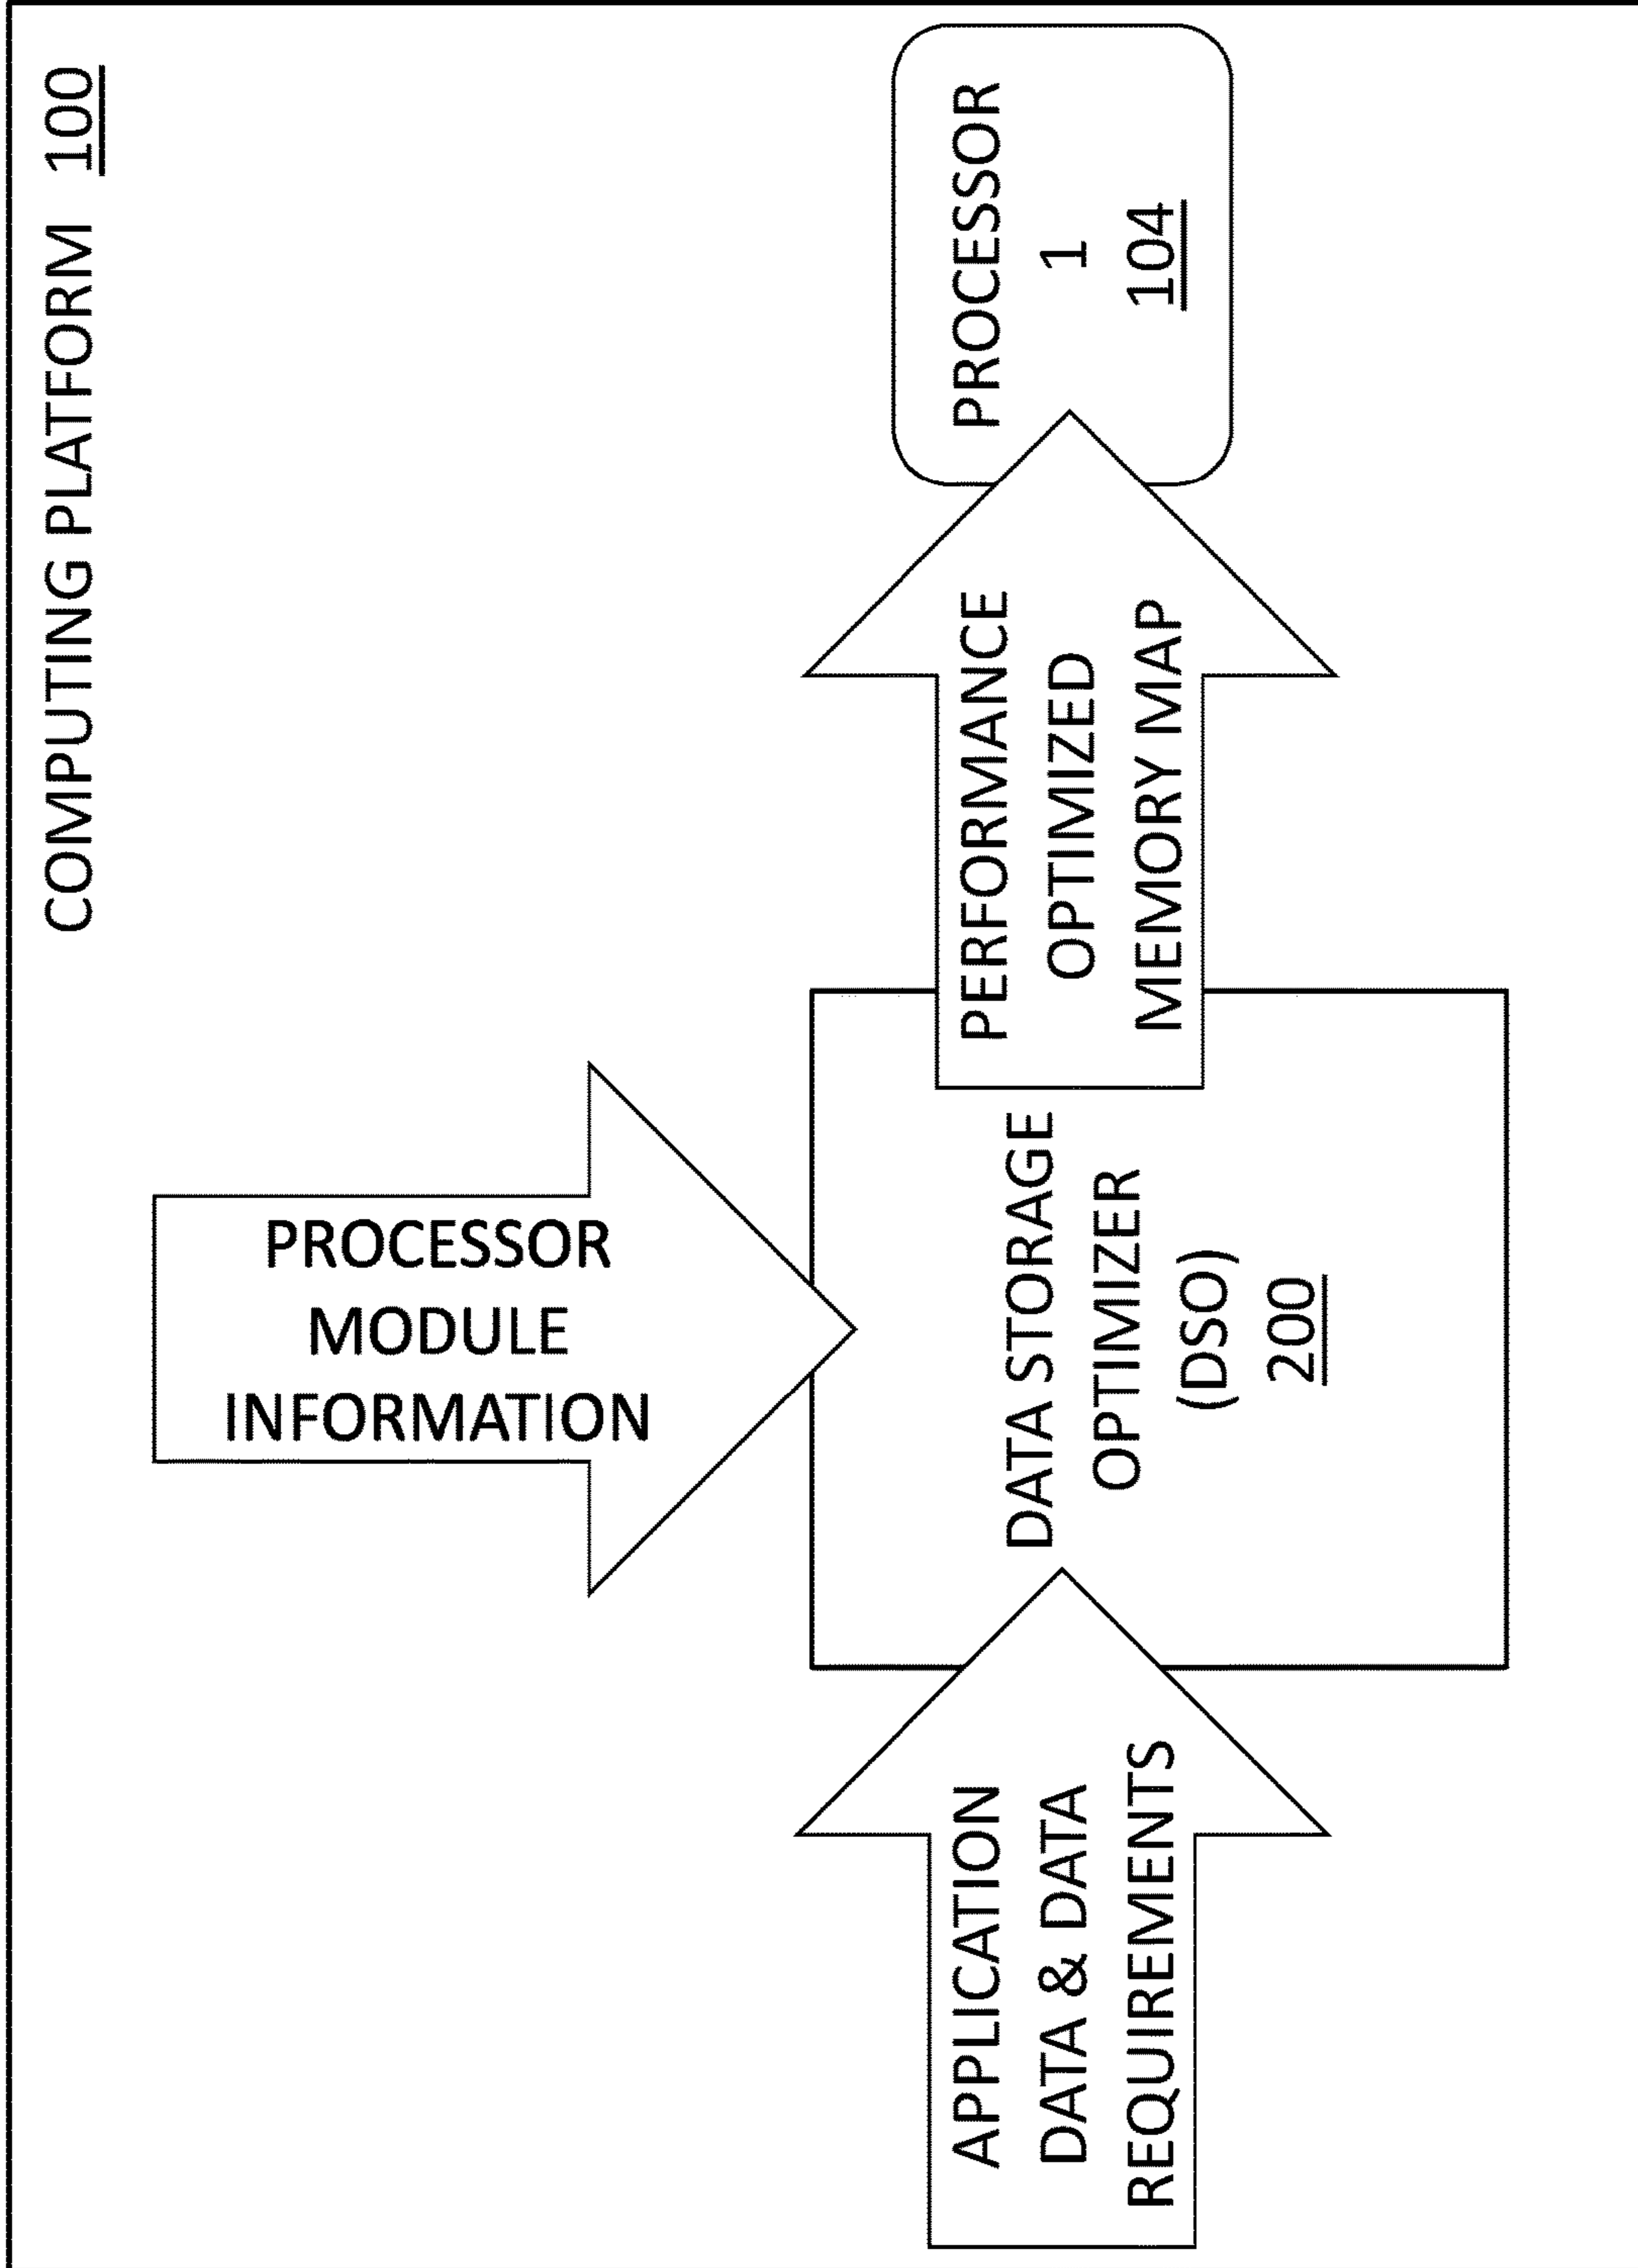 COMPUTING PLATFORM 100
PROCESSOR
MODULE
INFORMATION
APPLICATION
DATA & DATA
REQUIREMENTS
DATA STORAGE
OPTIMIZER
(DSO)
200
PERFORMANCE
OPTIMIZED
MEMORY MAP
PROCESSOR
1
104